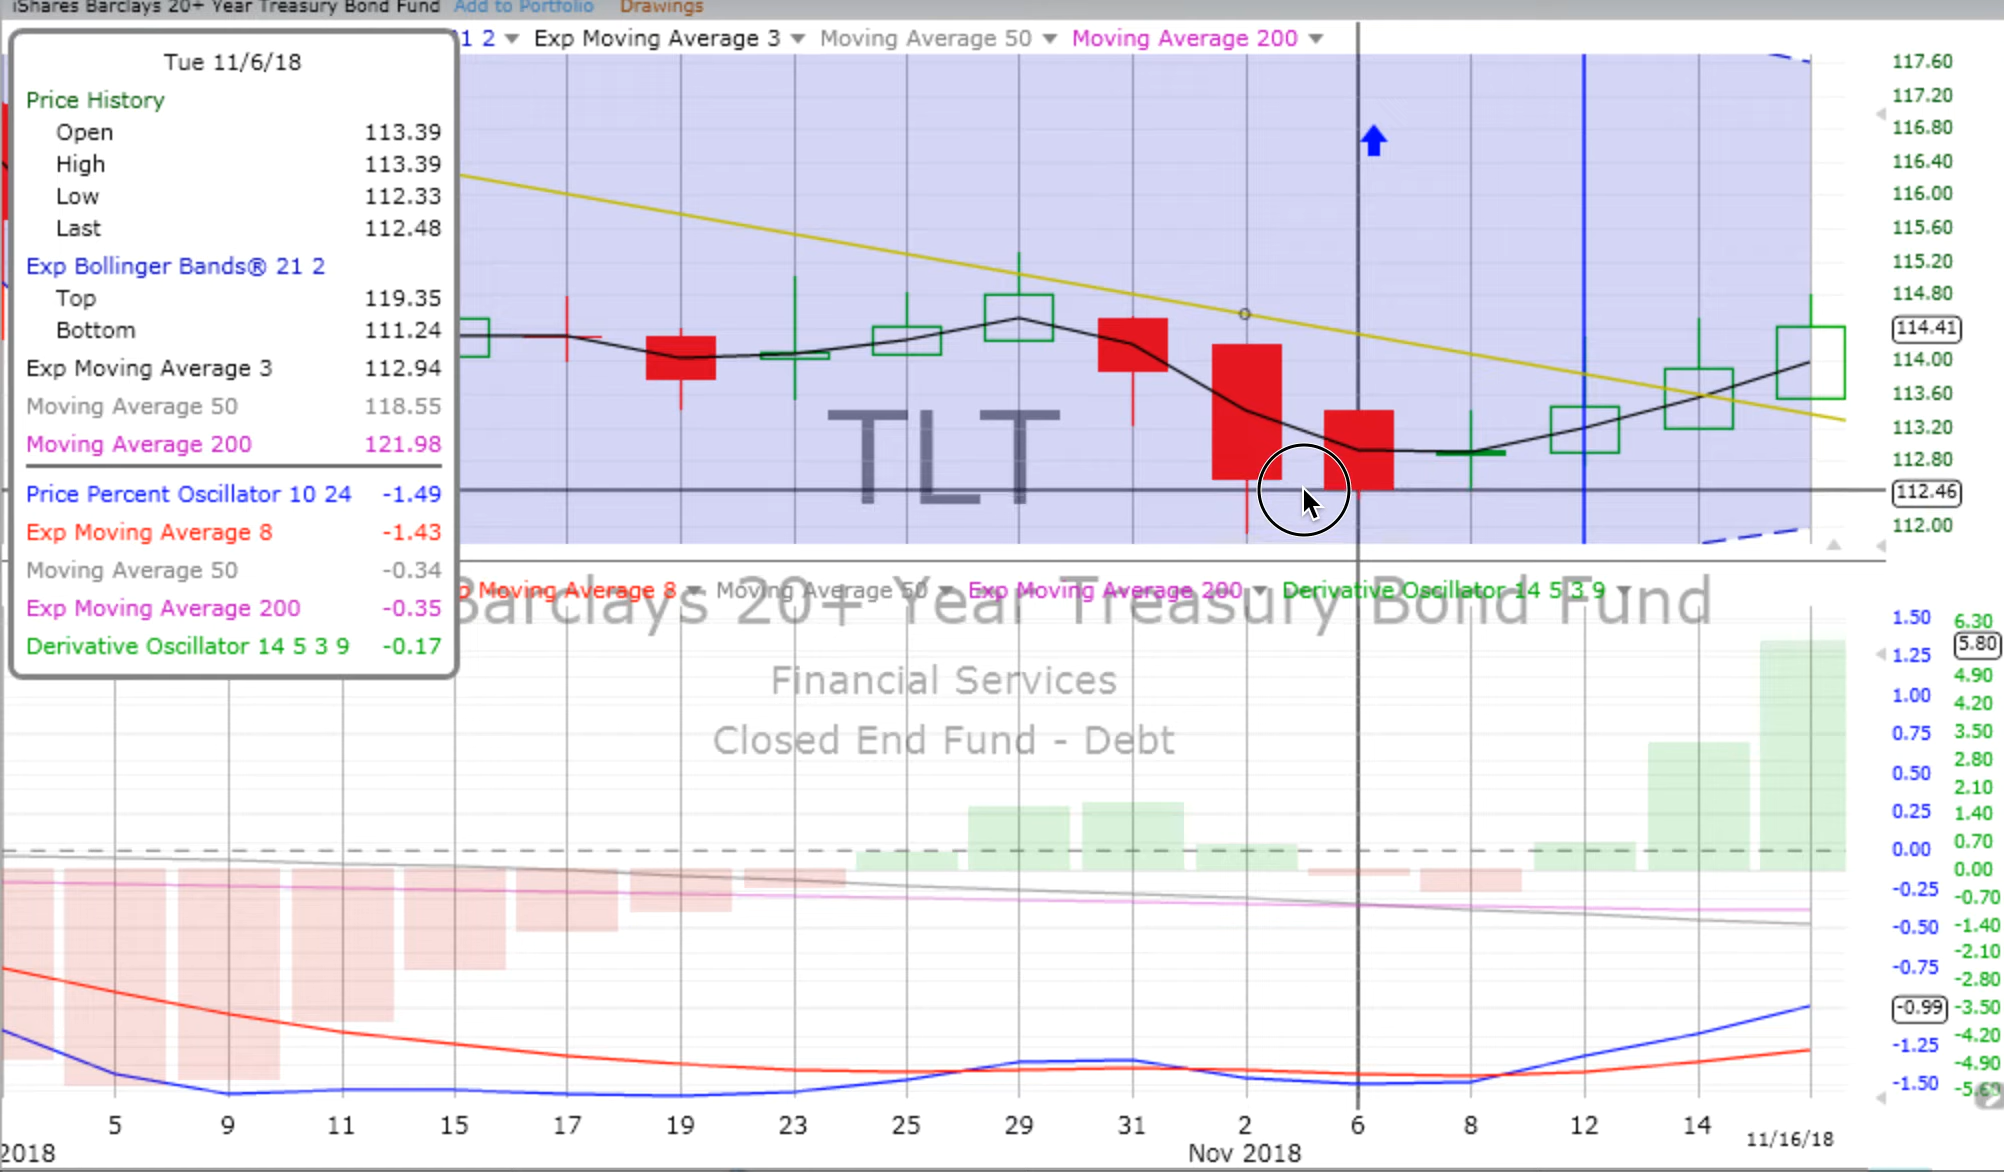 iShares Barclays 20+ Year Treasury Bond Fund Add to Portfolio Drawings
21 2 Exp Moving Average 3 Moving Average 50 Moving Average 200
Tue 11/6/18
Price History
Open 113.39
High 113.39
Low 112.33
Last 112.48
Exp Bollinger Bands® 21 2
Top 119.35
Bottom 111.24
Exp Moving Average 3 112.94
Moving Average 50 118.55
Moving Average 200 121.98
Price Percent Oscillator 10 24 -1.49
Exp Moving Average 8 -1.43
Moving Average 50 -0.34
Exp Moving Average 200 -0.35
Derivative Oscillator 14 5 3 9 -0.17
TLT
117.60
117.20
116.80
116.40
116.00
115.60
115.20
114.80
114.41
114.00
113.60
113.20
112.80
112.46
112.00
Moving Average 8 Moving Average 50 Exp Moving Average 200 Derivative Oscillator 14 5 3 9
Barclays 20+ Year Treasury Bond Fund
Financial Services
Closed End Fund - Debt
1.50
1.25
1.00
0.75
0.50
0.25
0.00
-0.25
-0.50
-0.75
-0.99
-1.25
-1.50
6.30
5.80
4.90
4.20
3.50
2.80
2.10
1.40
0.70
0.00
-0.70
-1.40
-2.10
-2.80
-3.50
-4.20
-4.90
5 9 11 15 17 19 23 25 29 31 2 6 8 12 14 11/16/18
2018 Nov 2018